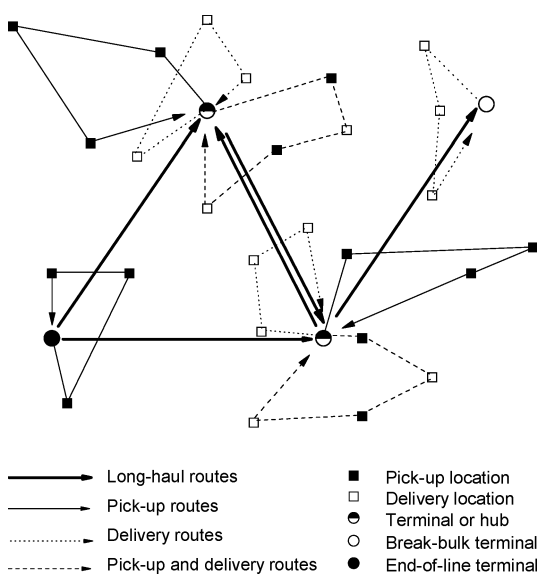 Long-haul routes
Pick-up routes
Delivery routes
Pick-up and delivery routes
Pick-up location
Delivery location
Terminal or hub
Break-bulk terminal
End-of-line terminal